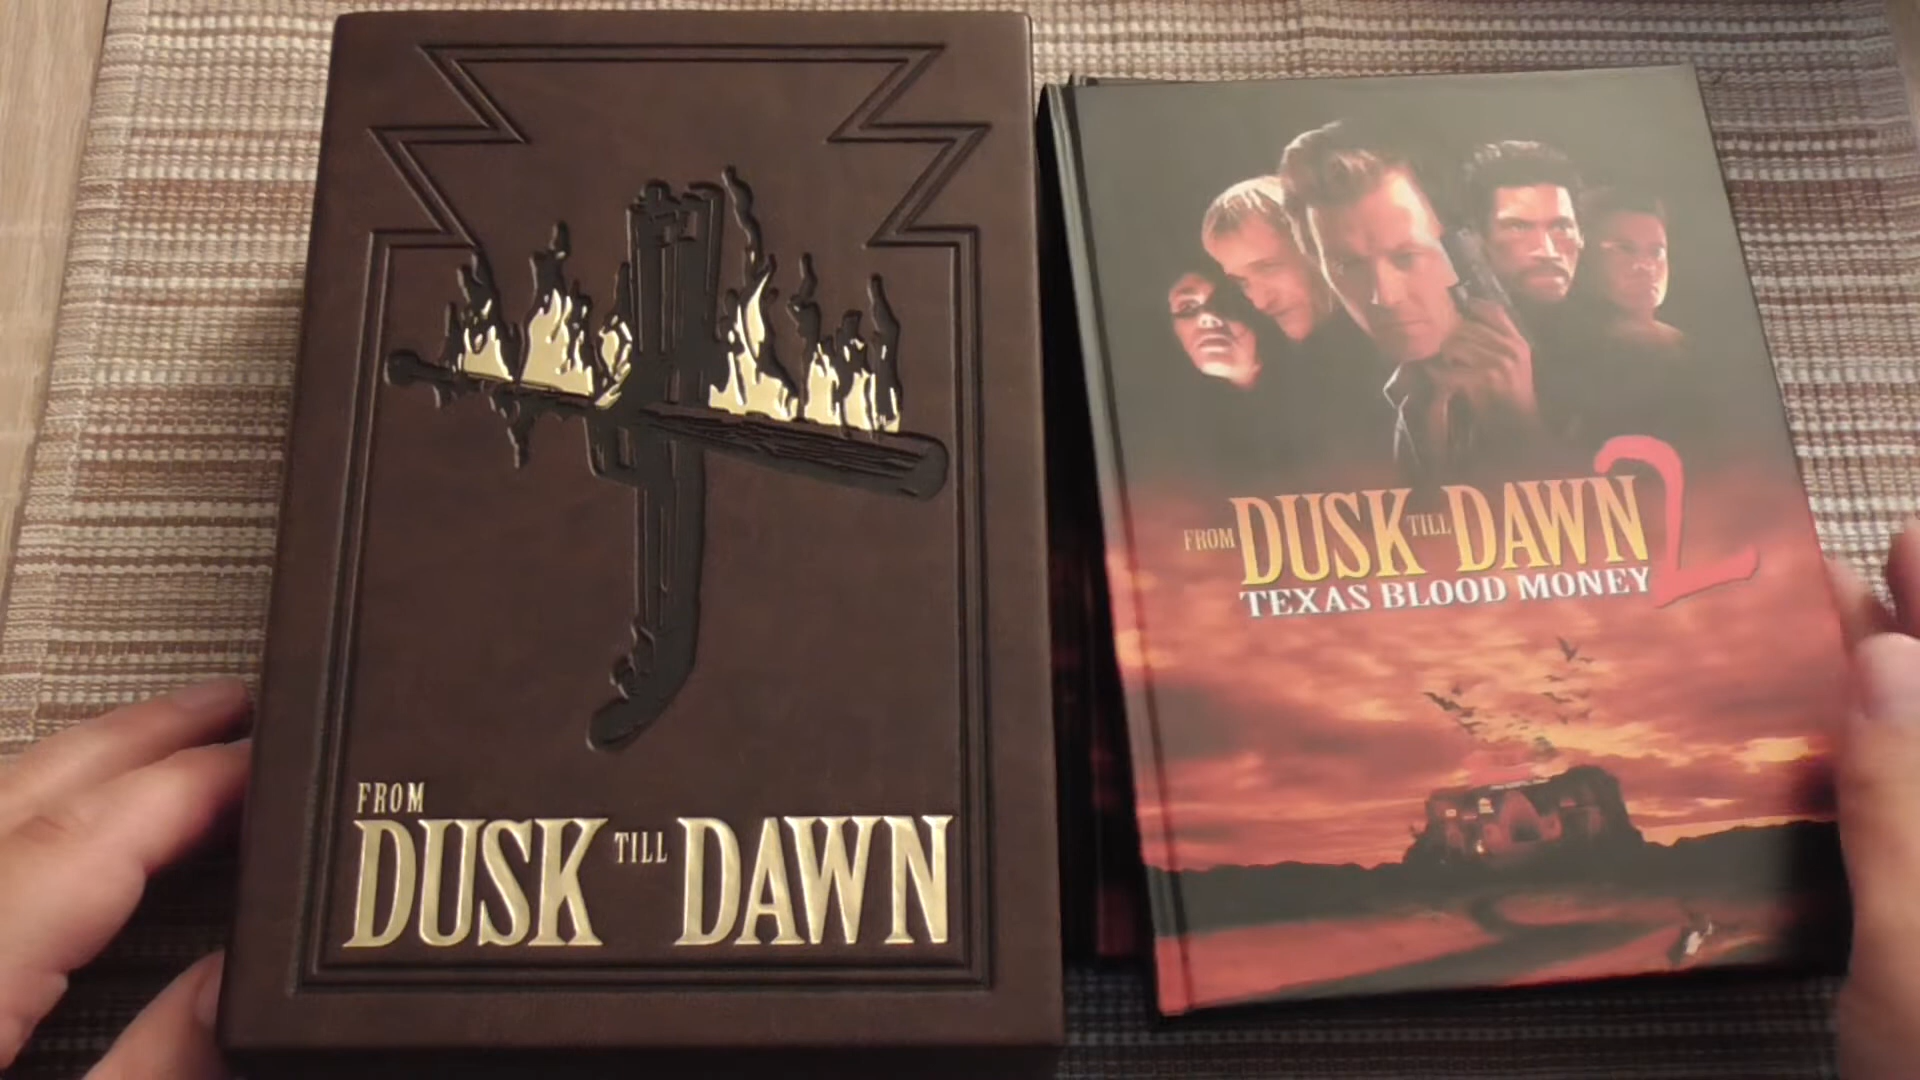 FROM
DUSK TILL DAWN
FROM DUSK TILL DAWN 2
TEXAS BLOOD MONEY